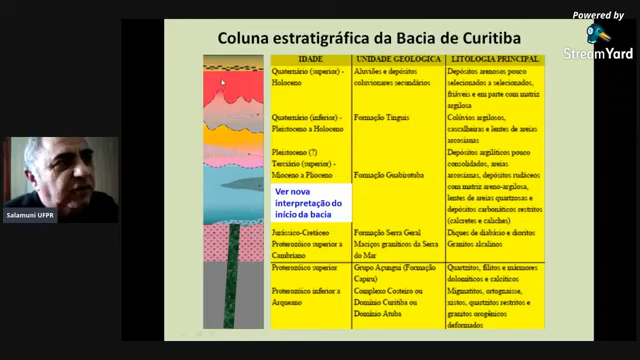 Powered by
StreamYard
Coluna estratigráfica da Bacia de Curitiba
IDADE UNIDADE GEOLÓGICA LITOLOGIA PRINCIPAL
Quaternário (superior) - Aluviões e depósitos Depósitos arenosos pouco
Holoceno coluvionares secundários selecionados a selecionados,
friáveis e em parte com matriz
argilosa
Quaternário (inferior) - Formação Tinguis Colúvios argilosos,
Pleistoceno a Holoceno cascalheiras e lentes de areias
arcosianas
Pleistoceno (?) Depósitos argilíticos pouco
Terciário (superior) - consolidados, areias
Mioceno a Plioceno Formação Guabirotuba arcosianas, depósitos rudáceos
com matriz areno-argilosa,
lentes de areias quartzosas e
depósitos carbonáticos restritos
(calcretes e caliches)
Ver nova
interpretação do
início da bacia
Jurássico-Cretáceo Formação Serra Geral Diques de diabásio e dioritos
Proterozóico superior a Maciços graníticos da Serra Granitos alcalinos
Cambriano do Mar
Proterozóico superior Grupo Açungui (Formação Quartzitos, filitos e mármores
Capiru) dolomíticos e calcíticos
Proterozóico inferior a Complexo Costeiro ou Migmatitos, ortognaisse,
Arqueano Domínio Curitiba ou xistos, quartzitos restritos e
Domínio Atuba granitos orogênicos
deformados
Salamuni UFPR